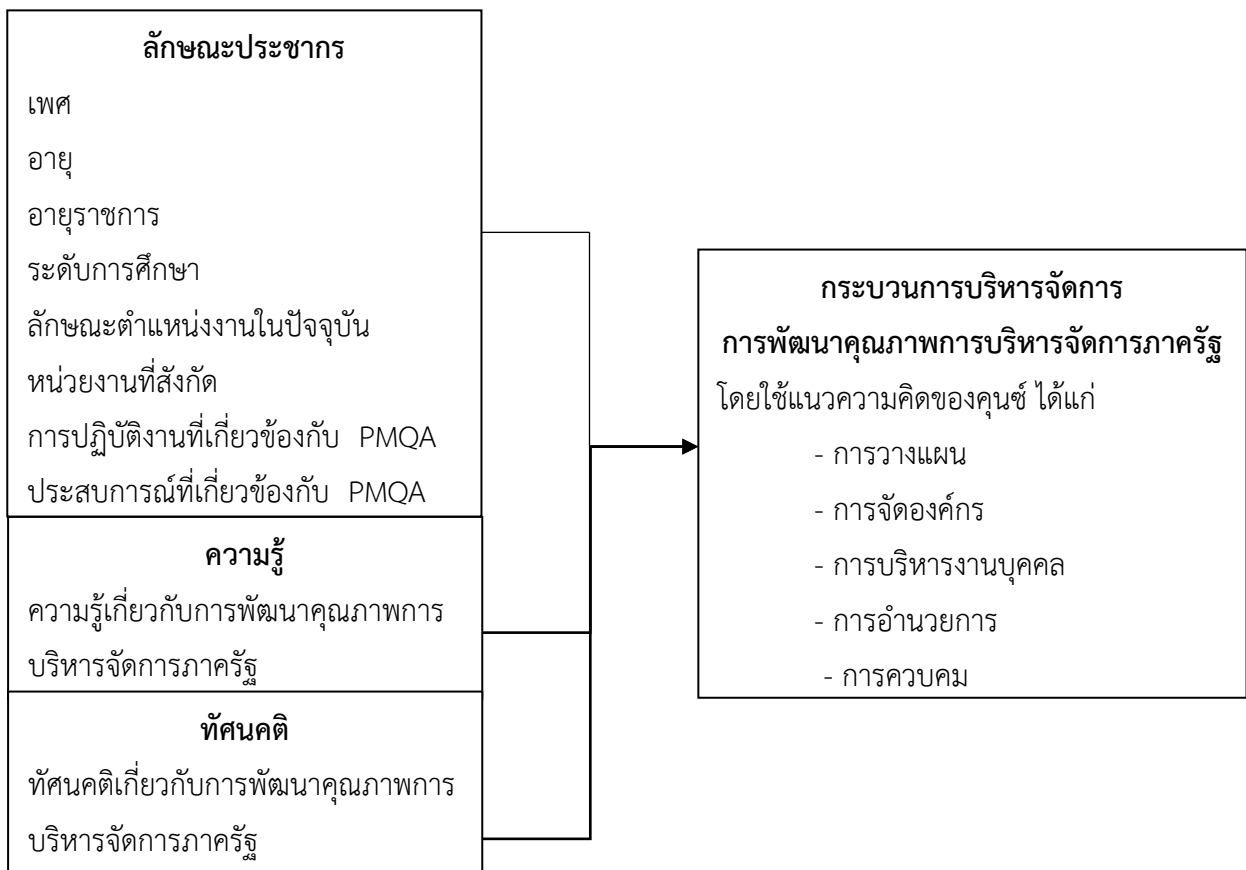 ลักษณะประชากร
เพศ
อายุ
อายุราชการ
ระดับการศึกษา
ลักษณะตำแหน่งงานในปัจจุบัน
หน่วยงานที่สังกัด
การปฏิบัติงานที่เกี่ยวข้องกับ PMQA
ประสบการณ์ที่เกี่ยวข้องกับ PMQA
ความรู้
ความรู้เกี่ยวกับการพัฒนาคุณภาพการ
บริหารจัดการภาครัฐ
ทัศนคติ
ทัศนคติเกี่ยวกับการพัฒนาคุณภาพการ
บริหารจัดการภาครัฐ
กระบวนการบริหารจัดการ
การพัฒนาคุณภาพการบริหารจัดการภาครัฐ
โดยใช้แนวความคิดของคุนซ์ ได้แก่
- การวางแผน
- การจัดองค์กร
- การบริหารงานบุคคล
- การอำนวยการ
- การควบคม